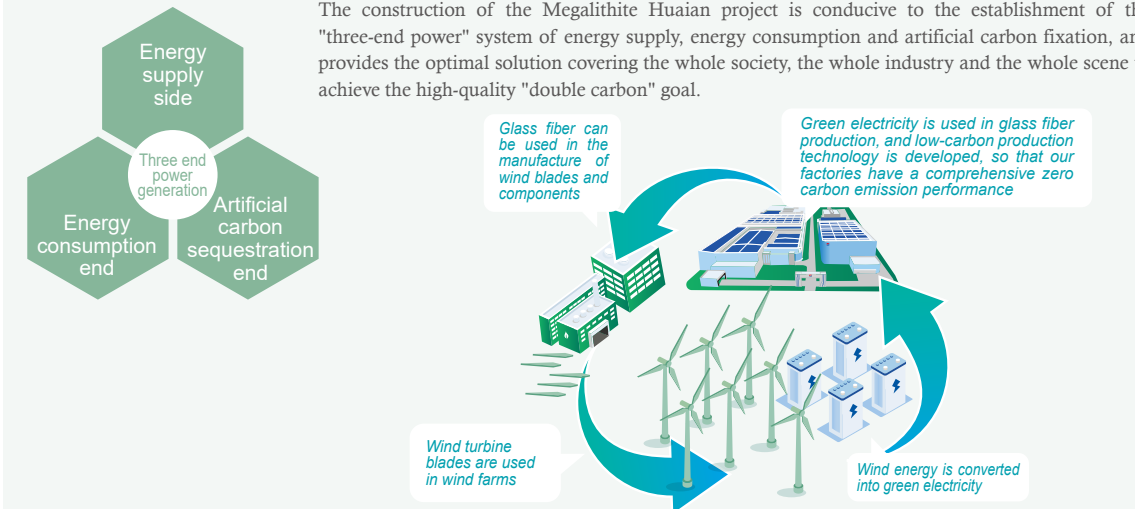 The construction of the Megalithite Huaian project is conducive to the establishment of
"three-end power" system of energy supply, energy consumption and artificial carbon fixation,
provides the optimal solution covering the whole society, the whole industry and the whole scene
achieve the high-quality "double carbon" goal.
Energy
supply
side
Three end
power
generation
Energy
consumption
end
Artificial
carbon
sequestration
end
Glass fiber can
be used in the
manufacture of
wind blades and
components
Green electricity is used in glass fiber
production, and low-carbon production
technology is developed, so that our
factories have a comprehensive zero
carbon emission performance
Wind turbine
blades are used
in wind farms
Wind energy is converted
into green electricity